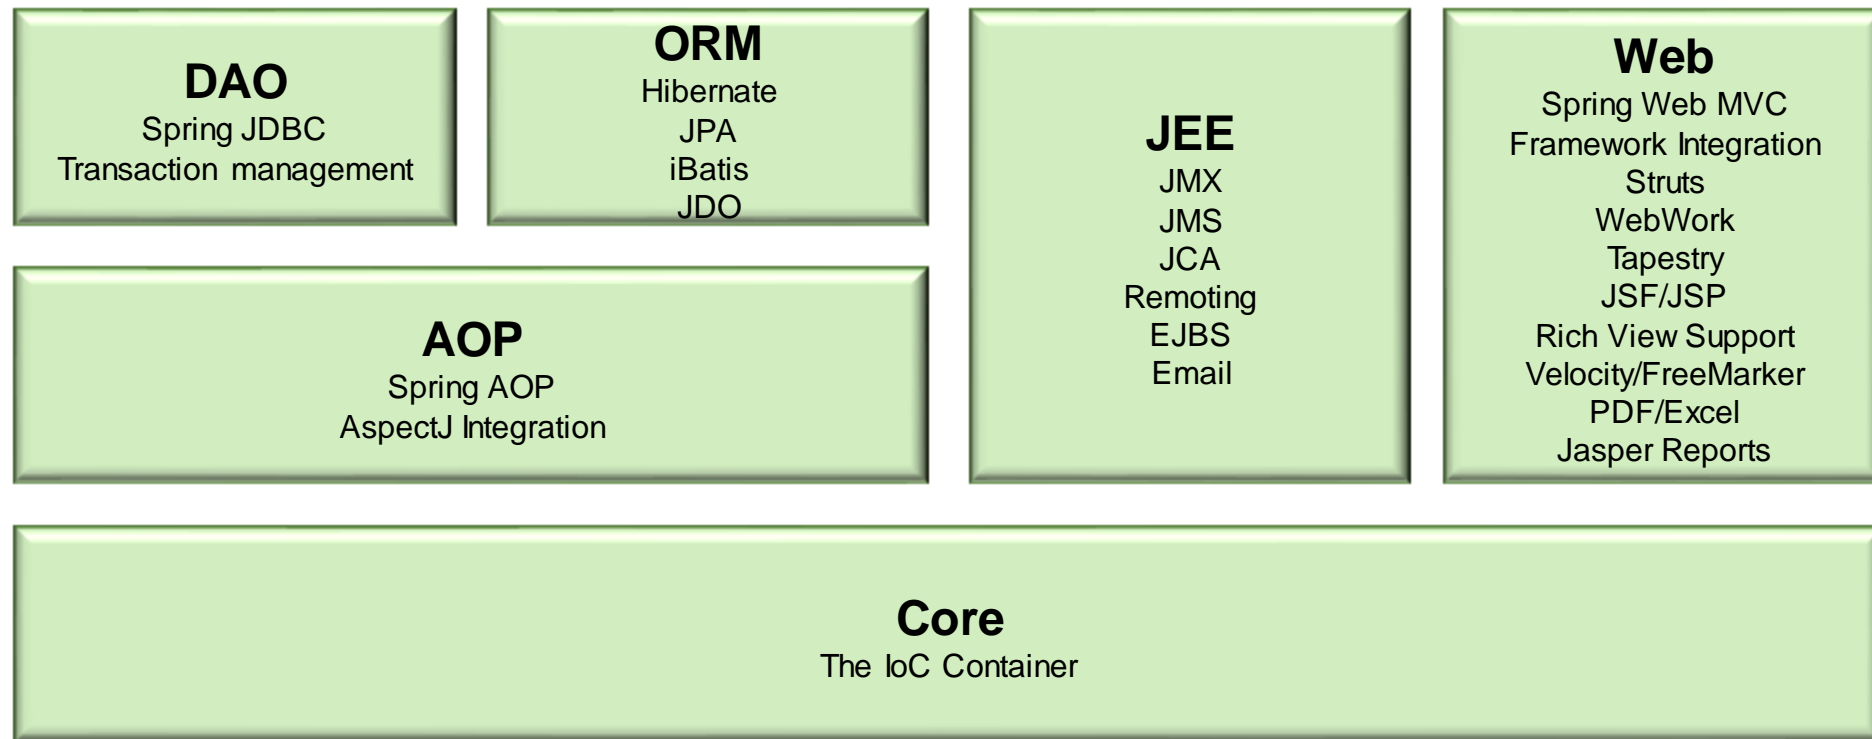 DAO
Spring JDBC
Transaction management
ORM
Hibernate
JPA
iBatis
JDO
JEE
JMX
JMS
JCA
Remoting
EJBS
Email
Web
Spring Web MVC
Framework Integration
Struts
WebWork
Tapestry
JSF/JSP
Rich View Support
Velocity/FreeMarker
PDF/Excel
Jasper Reports
AOP
Spring AOP
AspectJ Integration
Core
The IoC Container